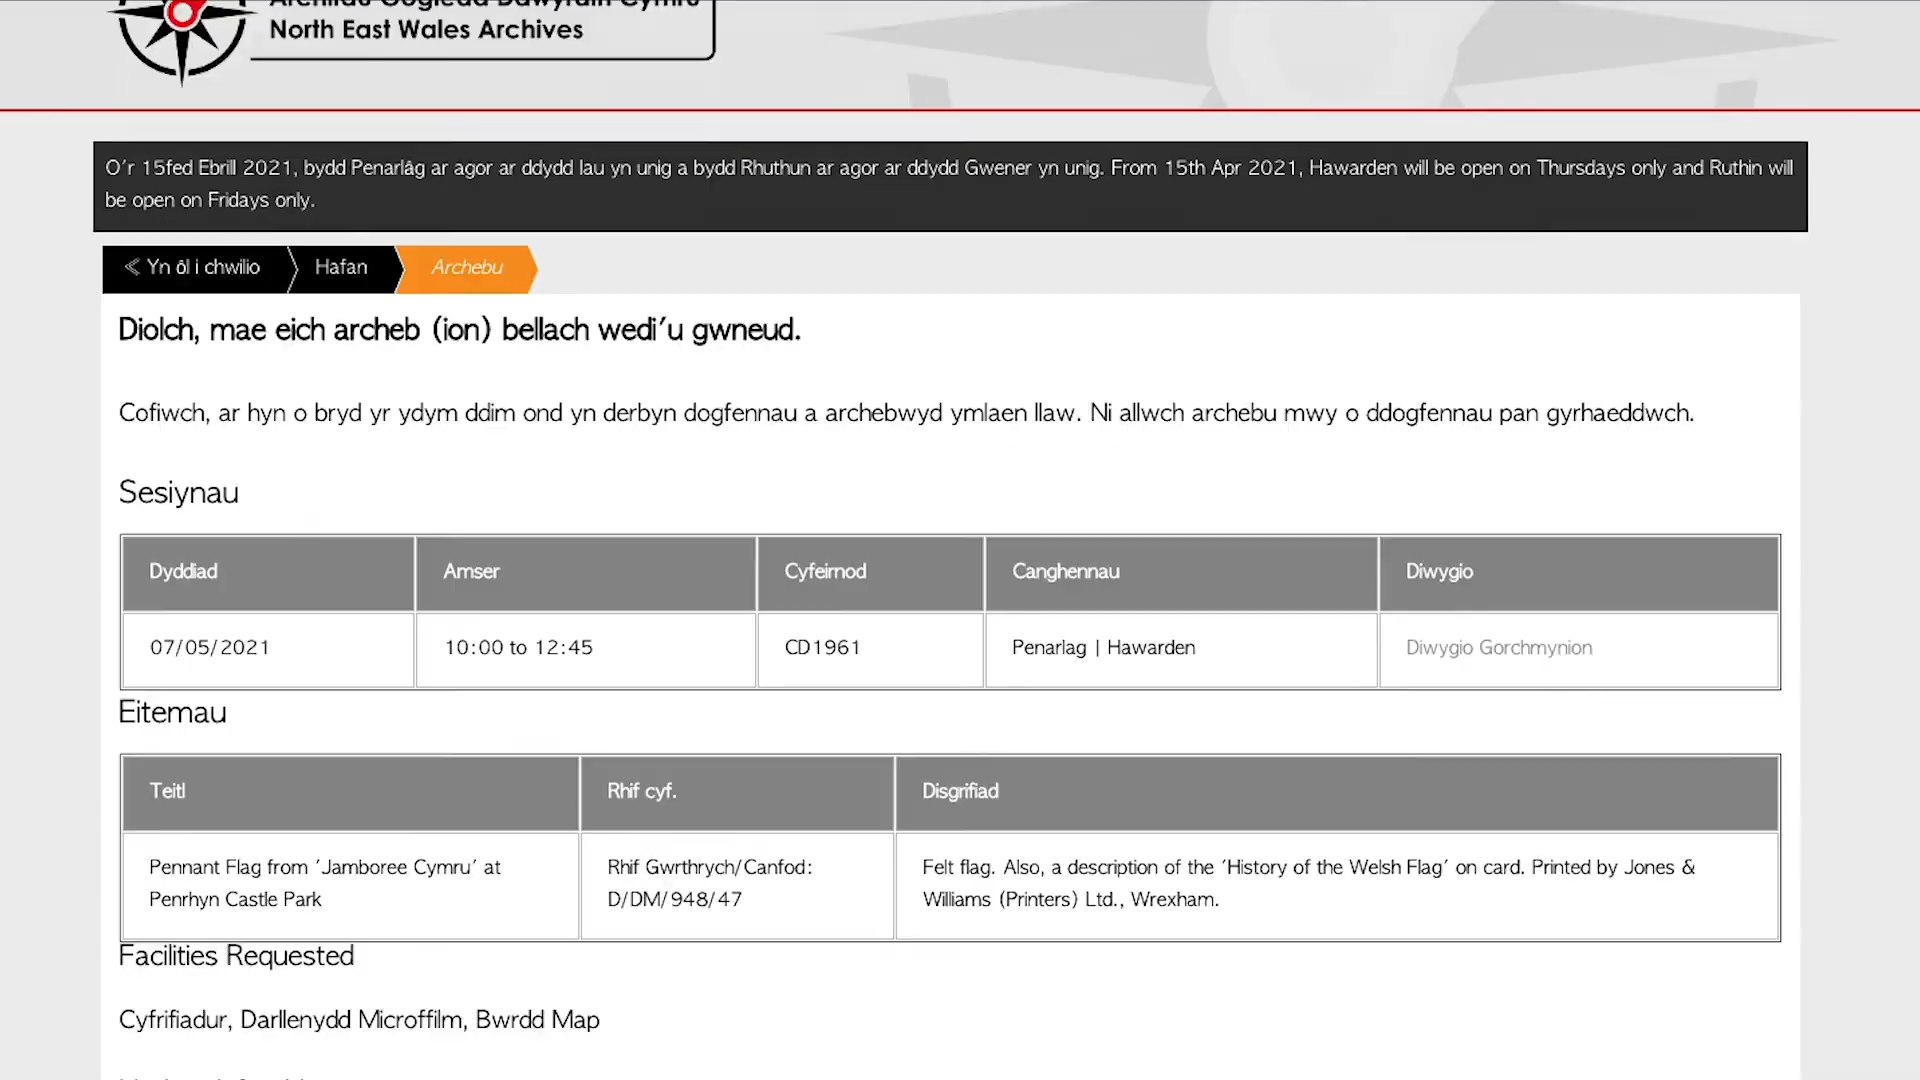 Archifau Gogledd Ddwyrain Cymru
North East Wales Archives
O'r 15fed Ebrill 2021, bydd Penarlâg ar agor ar ddydd Iau yn unig a bydd Rhuthun ar agor ar ddydd Gwener yn unig. From 15th Apr 2021, Hawarden will be open on Thursdays only and Ruthin will
be open on Fridays only.
≪ Yn ôl i chwilio Hafan Archebu
Diolch, mae eich archeb (ion) bellach wedi'u gwneud.
Cofiwch, ar hyn o bryd yr ydym ddim ond yn derbyn dogfennau a archebwyd ymlaen llaw. Ni allwch archebu mwy o ddogfennau pan gyrhaeddwch.
Sesiynau
Dyddiad Amser Cyfeirnod Canghennau Diwygio
07/05/2021 10:00 to 12:45 CD1961 Penarlag | Hawarden Diwygio Gorchmynion
Eitemau
Teitl Rhif cyf. Disgrifiad
Pennant Flag from 'Jamboree Cymru' at Rhif Gwrthrych/Canfod: Felt flag. Also, a description of the 'History of the Welsh Flag' on card. Printed by Jones &
Penrhyn Castle Park D/DM/948/47 Williams (Printers) Ltd., Wrexham.
Facilities Requested
Cyfrifiadur, Darllenydd Microffilm, Bwrdd Map